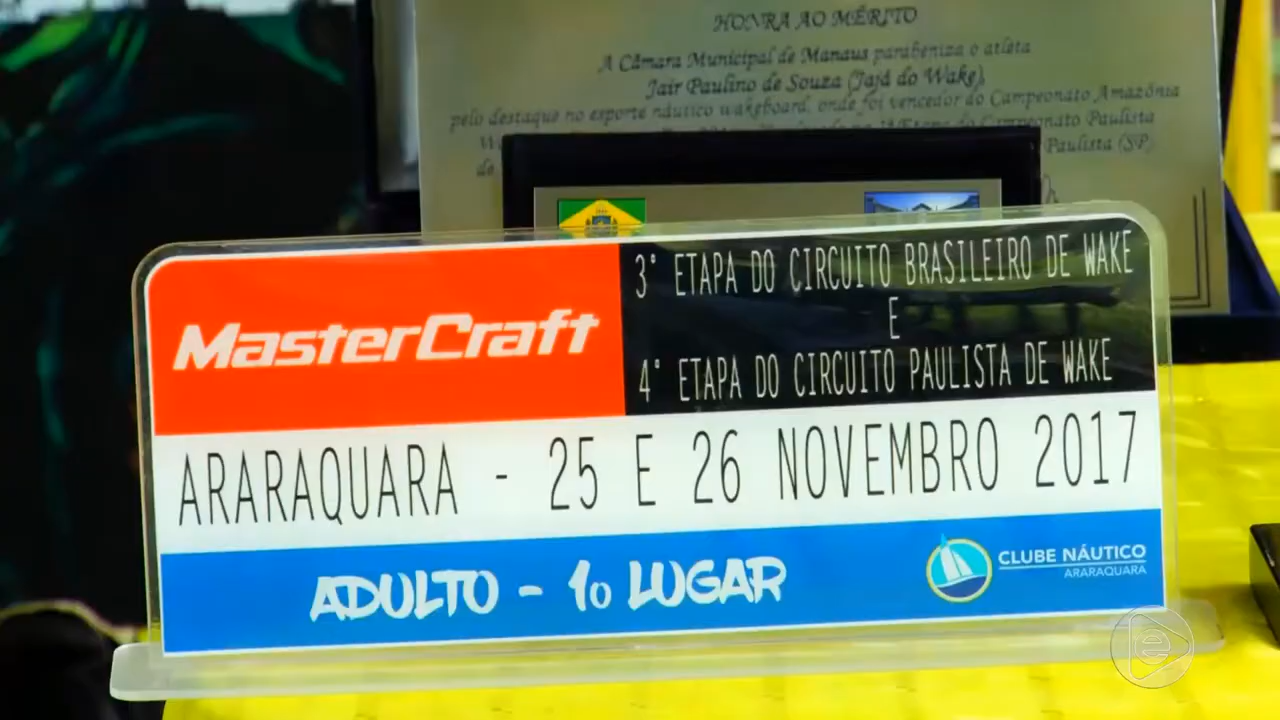 HONRA AO MÉRITO
A Câmara Municipal de Manaus parabeniza o atleta
Jair Paulino de Souza (Jajá do Wake),
pelo destaque no esporte náutico wakeboard, onde foi vencedor do Campeonato Amazônia
Campeonato Paulista
de Paulista (SP)
MasterCraft
3° ETAPA DO CIRCUITO BRASILEIRO DE WAKE
E
4° ETAPA DO CIRCUITO PAULISTA DE WAKE
ARARAQUARA - 25 E 26 NOVEMBRO 2017
ADULTO - 1o LUGAR
CLUBE NÁUTICO
ARARAQUARA
e